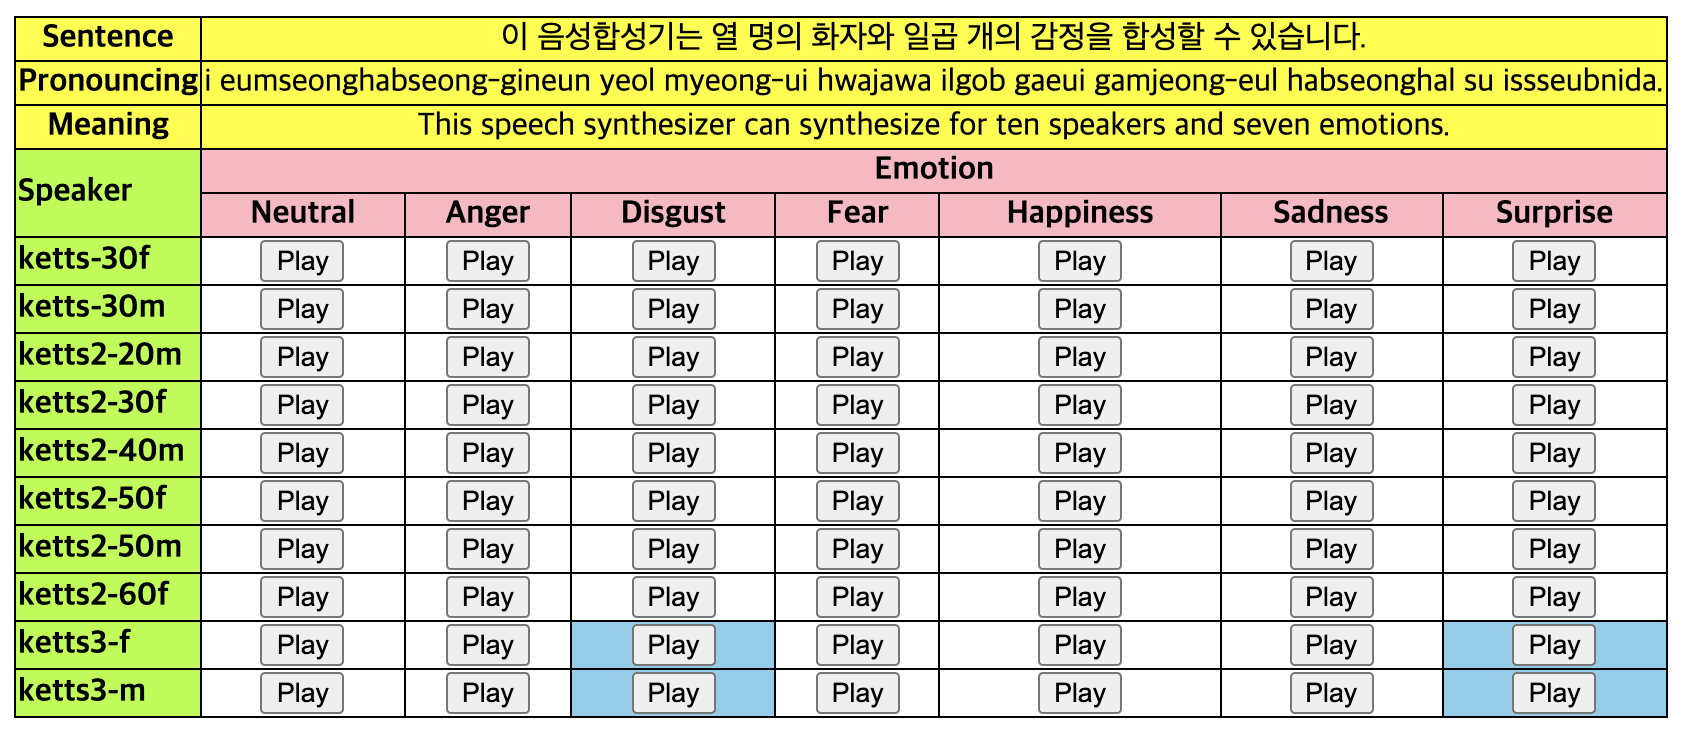 Sentence 이 음성합성기는 열 명의 화자와 일곱 개의 감정을 합성할 수 있습니다.
Pronouncing i eumseonghabseong-gineun yeol myeong-ui hwajawa ilgob gaeui gamjeong-eul habseonghal su issseubnida.
Meaning This speech synthesizer can synthesize for ten speakers and seven emotions.
Speaker Emotion
Neutral Anger Disgust Fear Happiness Sadness Surprise
ketts-30f Play Play Play Play Play Play Play
ketts-30m Play Play Play Play Play Play Play
ketts2-20m Play Play Play Play Play Play Play
ketts2-30f Play Play Play Play Play Play Play
ketts2-40m Play Play Play Play Play Play Play
ketts2-50f Play Play Play Play Play Play Play
ketts2-50m Play Play Play Play Play Play Play
ketts2-60f Play Play Play Play Play Play Play
ketts3-f Play Play Play Play Play Play Play
ketts3-m Play Play Play Play Play Play Play